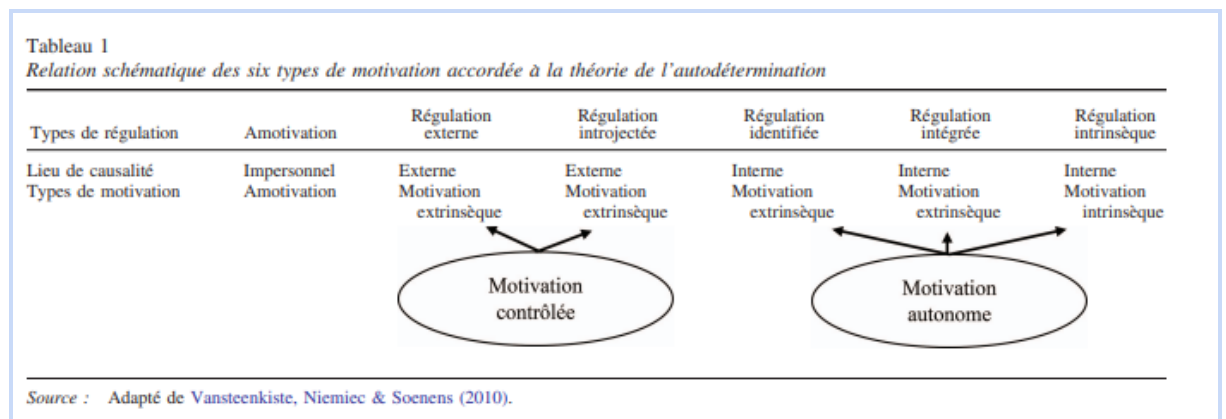 Tableau 1
Relation schématique des six types de motivation accordée à la théorie de l'autodétermination
Types de régulation Amotivation Régulation externe Régulation introjectée Régulation identifiée Régulation intégrée Régulation intrinsèque
Lieu de causalité Impersonnel Externe Externe Interne Interne Interne
Types de motivation Amotivation Motivation extrinsèque Motivation extrinsèque Motivation extrinsèque Motivation extrinsèque Motivation intrinsèque
Motivation contrôlée
Motivation autonome
Source : Adapté de Vansteenkiste, Niemiec & Soenens (2010).